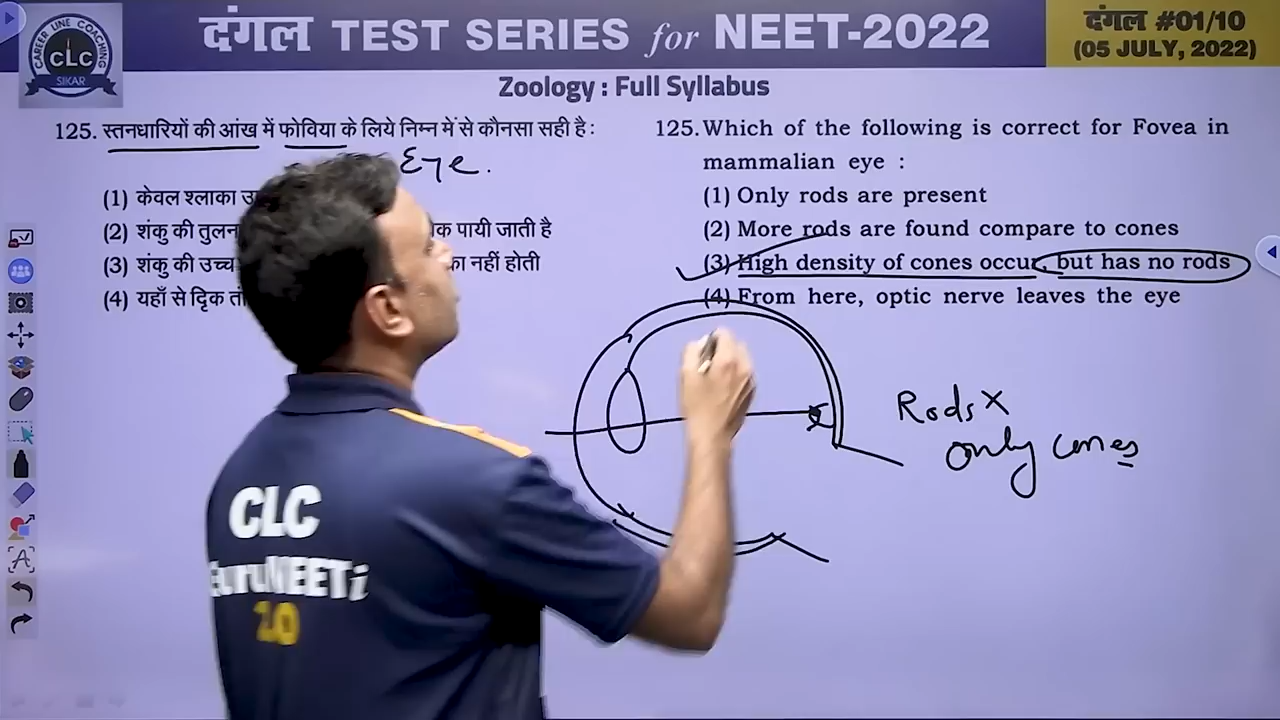 दंगल TEST SERIES for NEET-2022
दंगल #01/10
(05 JULY, 2022)
CAREER LINE COACHING
CLC
SIKAR
Zoology : Full Syllabus
125. स्तनधारियों की आंख में फोविया के लिये निम्न में से कौनसा सही है :
Eye.
(1) केवल श्लाका
(2) शंकु की पायी जाती है
(3) शंकु की नहीं होती
(4) यहाँ से दृिक
125. Which of the following is correct for Fovea in
mammalian eye :
(1) Only rods are present
(2) More rods are found compare to cones
(3) High density of cones occur, but has no rods
(4) From here, optic nerve leaves the eye
Rods x
only cones
CLC
2.0